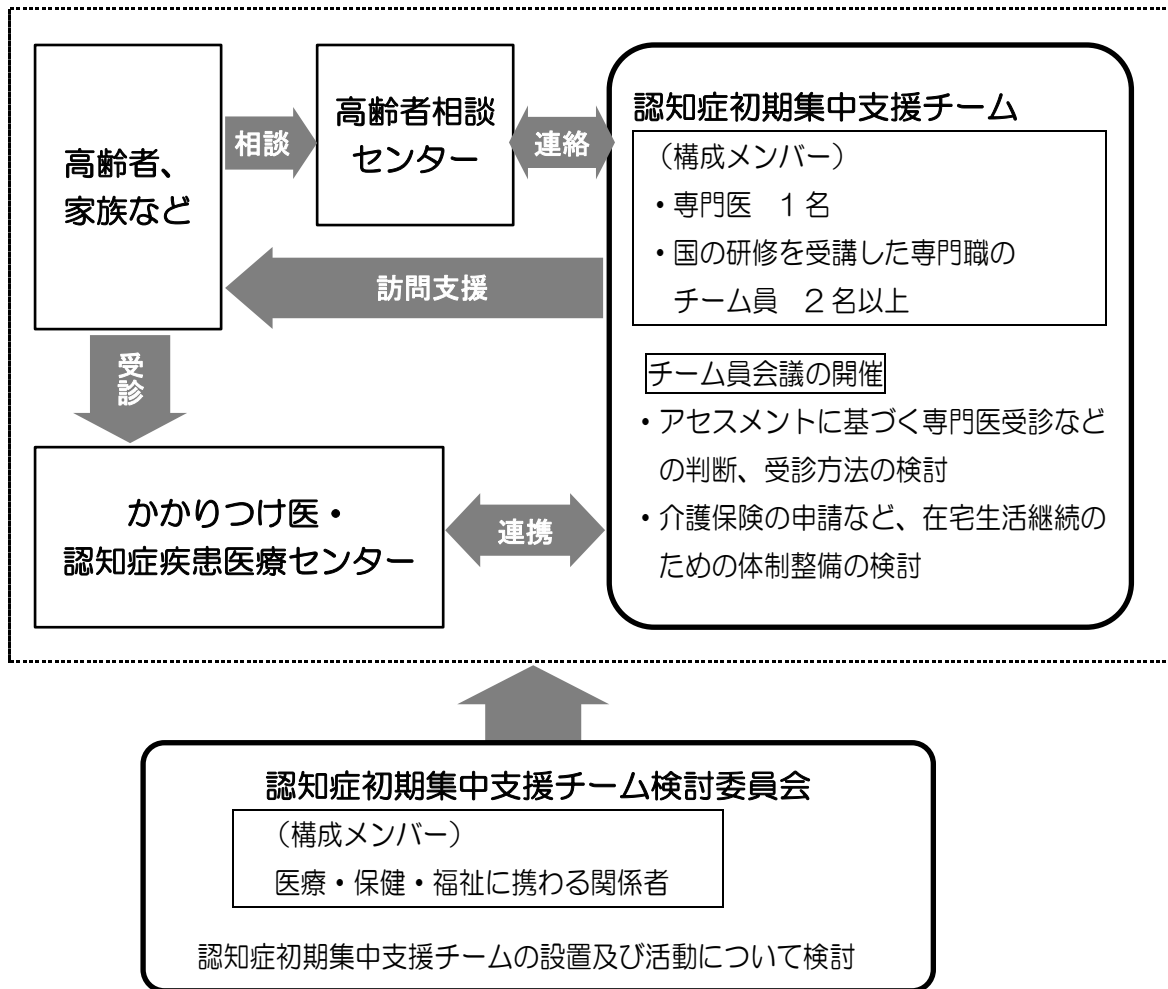 高齢者、
家族など
相談
高齢者相談
センター
連絡
訪問支援
受
診
かかりつけ医・
認知症疾患医療センター
連携
認知症初期集中支援チーム
（構成メンバー）
・専門医　１名
・国の研修を受講した専門職の
チーム員　２名以上
チーム員会議の開催
・アセスメントに基づく専門医受診など
の判断、受診方法の検討
・介護保険の申請など、在宅生活継続の
ための体制整備の検討
認知症初期集中支援チーム検討委員会
（構成メンバー）
医療・保健・福祉に携わる関係者
認知症初期集中支援チームの設置及び活動について検討